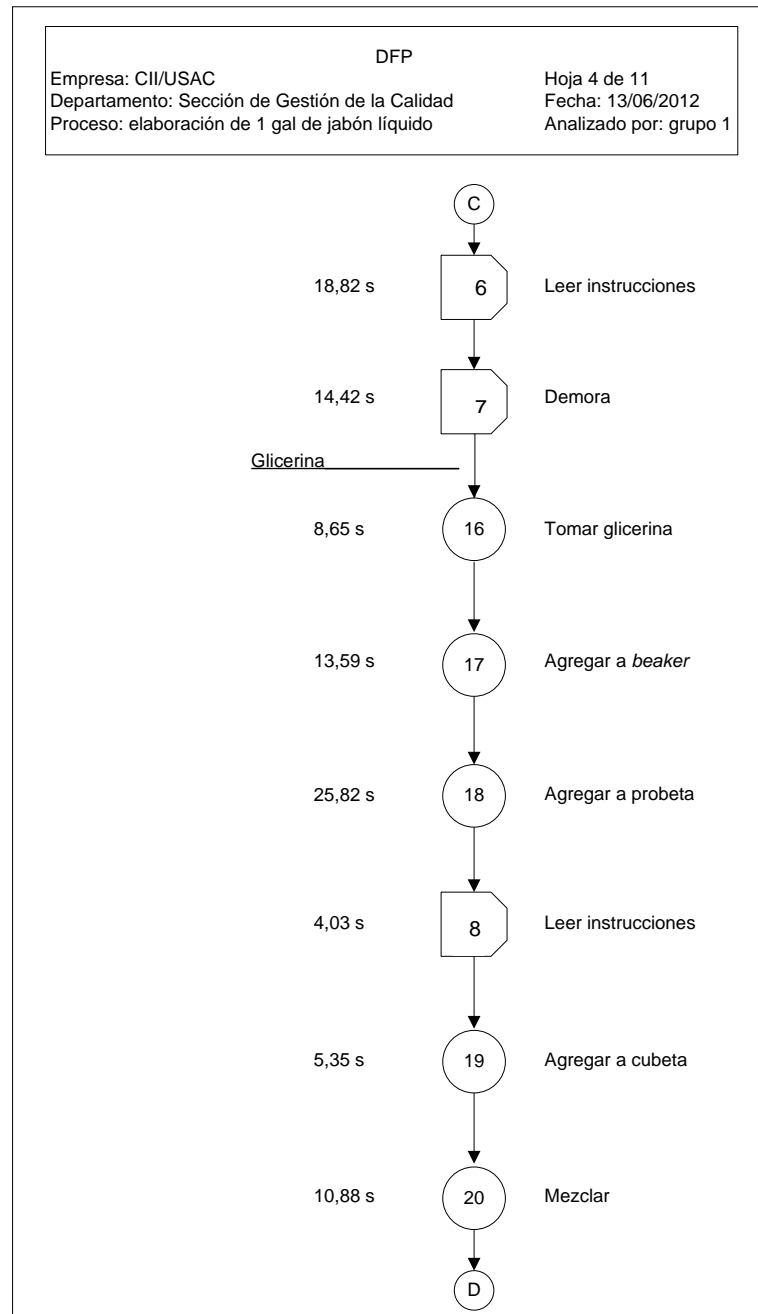 DFP
Empresa: CII/USAC Hoja 4 de 11
Departamento: Sección de Gestión de la Calidad Fecha: 13/06/2012
Proceso: elaboración de 1 gal de jabón líquido Analizado por: grupo 1
C
18,82 s 6 Leer instrucciones
14,42 s 7 Demora
Glicerina
8,65 s 16 Tomar glicerina
13,59 s 17 Agregar a beaker
25,82 s 18 Agregar a probeta
4,03 s 8 Leer instrucciones
5,35 s 19 Agregar a cubeta
10,88 s 20 Mezclar
D